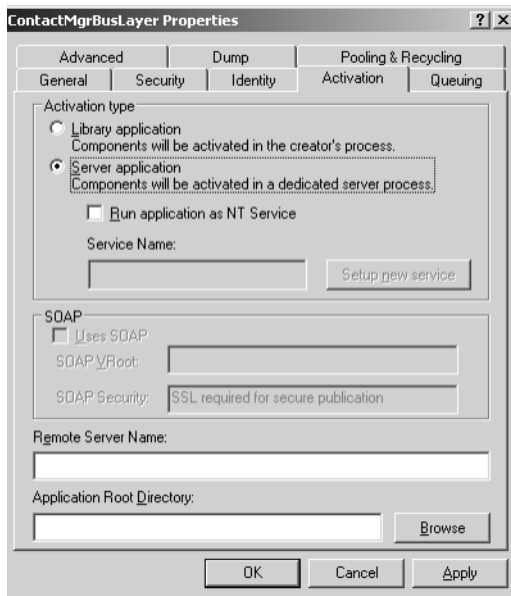 ContactMgrBusLayer Properties
Advanced Dump Pooling & Recycling
General Security Identity Activation Queuing
Activation type
Library application
Components will be activated in the creator's process.
Server application
Components will be activated in a dedicated server process.
Run application as NT Service
Service Name:
Setup new service
SOAP
Uses SOAP
SOAP VRoot:
SOAP Security: SSL required for secure publication
Remote Server Name:
Application Root Directory:
Browse
OK Cancel Apply